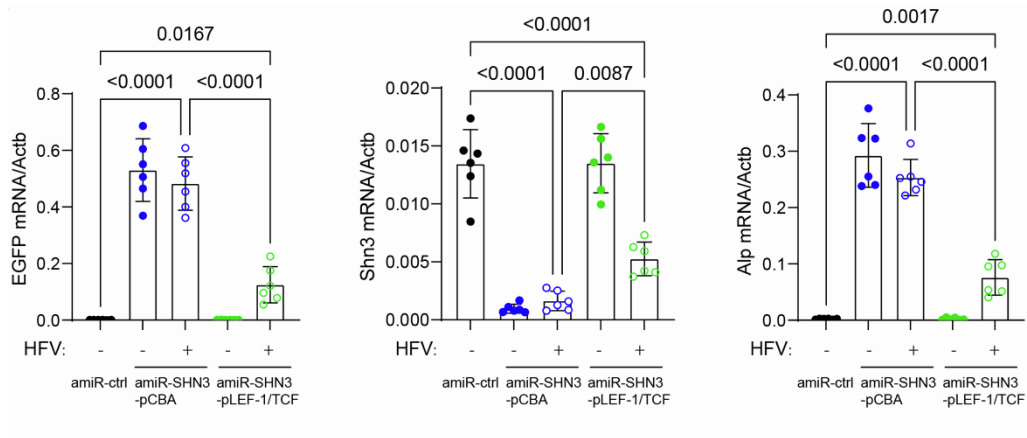 0.0167
<0.0001 <0.0001
EGFP mRNA/Actb
0.8
0.6
0.4
0.2
0.0
HFV: - - + - +
amiR-ctrl amiR-SHN3 amiR-SHN3
-pCBA -pLEF-1/TCF
<0.0001
<0.0001 0.0087
Shn3 mRNA/Actb
0.020
0.015
0.010
0.005
0.000
HFV: - - + - +
amiR-ctrl amiR-SHN3 amiR-SHN3
-pCBA -pLEF-1/TCF
0.0017
<0.0001 <0.0001
Alp mRNA/Actb
0.4
0.3
0.2
0.1
0.0
HFV: - - + - +
amiR-ctrl amiR-SHN3 amiR-SHN3
-pCBA -pLEF-1/TCF